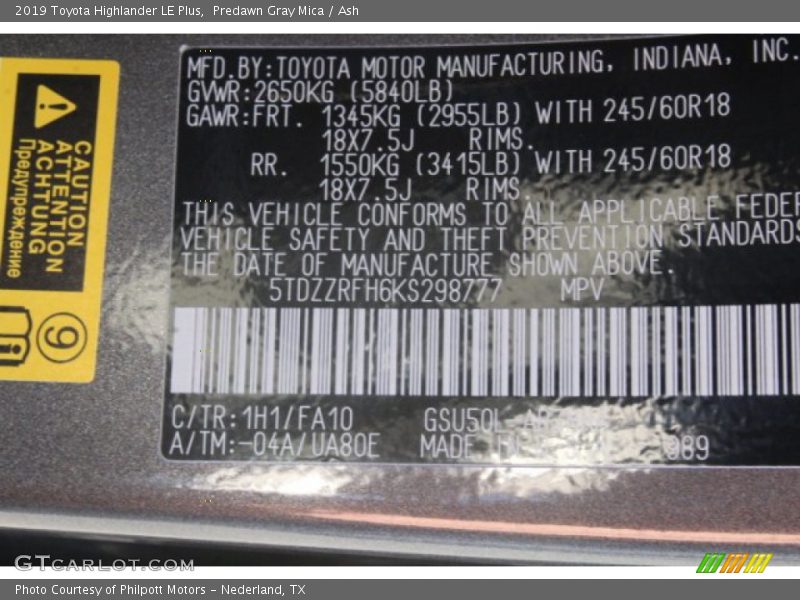 2019 Toyota Highlander LE Plus,  Predawn Gray Mica / Ash
MFD.BY:TOYOTA MOTOR MANUFACTURING, INDIANA, INC.
GVWR:2650KG (5840LB)
GAWR:FRT. 1345KG (2955LB) WITH 245/60R18
18X7.5J RIMS.
RR. 1550KG (3415LB) WITH 245/60R18
18X7.5J RIMS.
THIS VEHICLE CONFORMS TO ALL APPLICABLE FEDER
VEHICLE SAFETY AND THEFT PREVENTION STANDARDS
THE DATE OF MANUFACTURE SHOWN ABOVE.
5TDZZRFH6KS298777 MPV
C/TR:1H1/FA10 GSU50L
A/TM:-04A/UA80E MADE 989
CAUTION
ATTENTION
ACHTUNG
Предупреждение
9
GTCARLOT.COM
Photo Courtesy of Philpott Motors - Nederland, TX